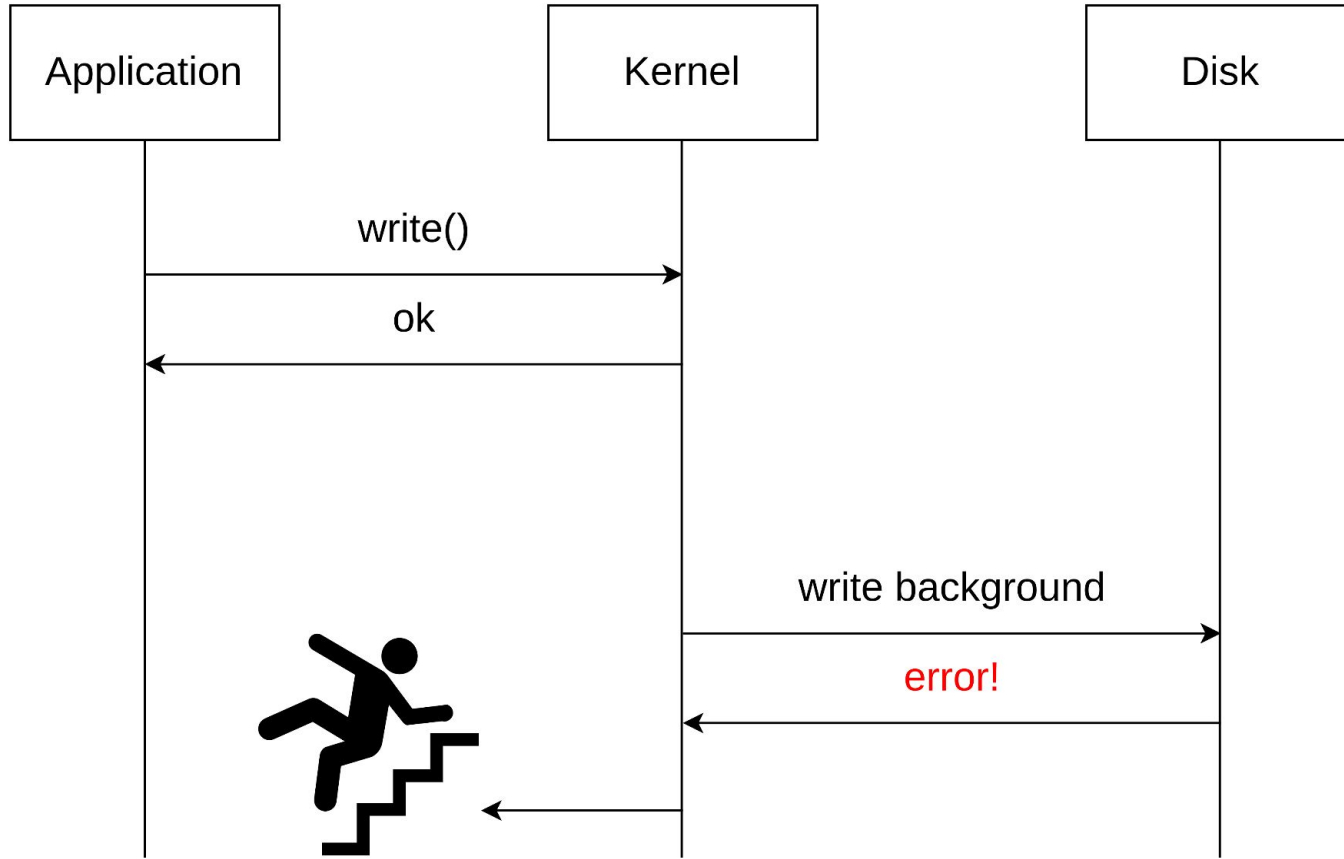 Application
Kernel
Disk
write()
ok
write background
error!